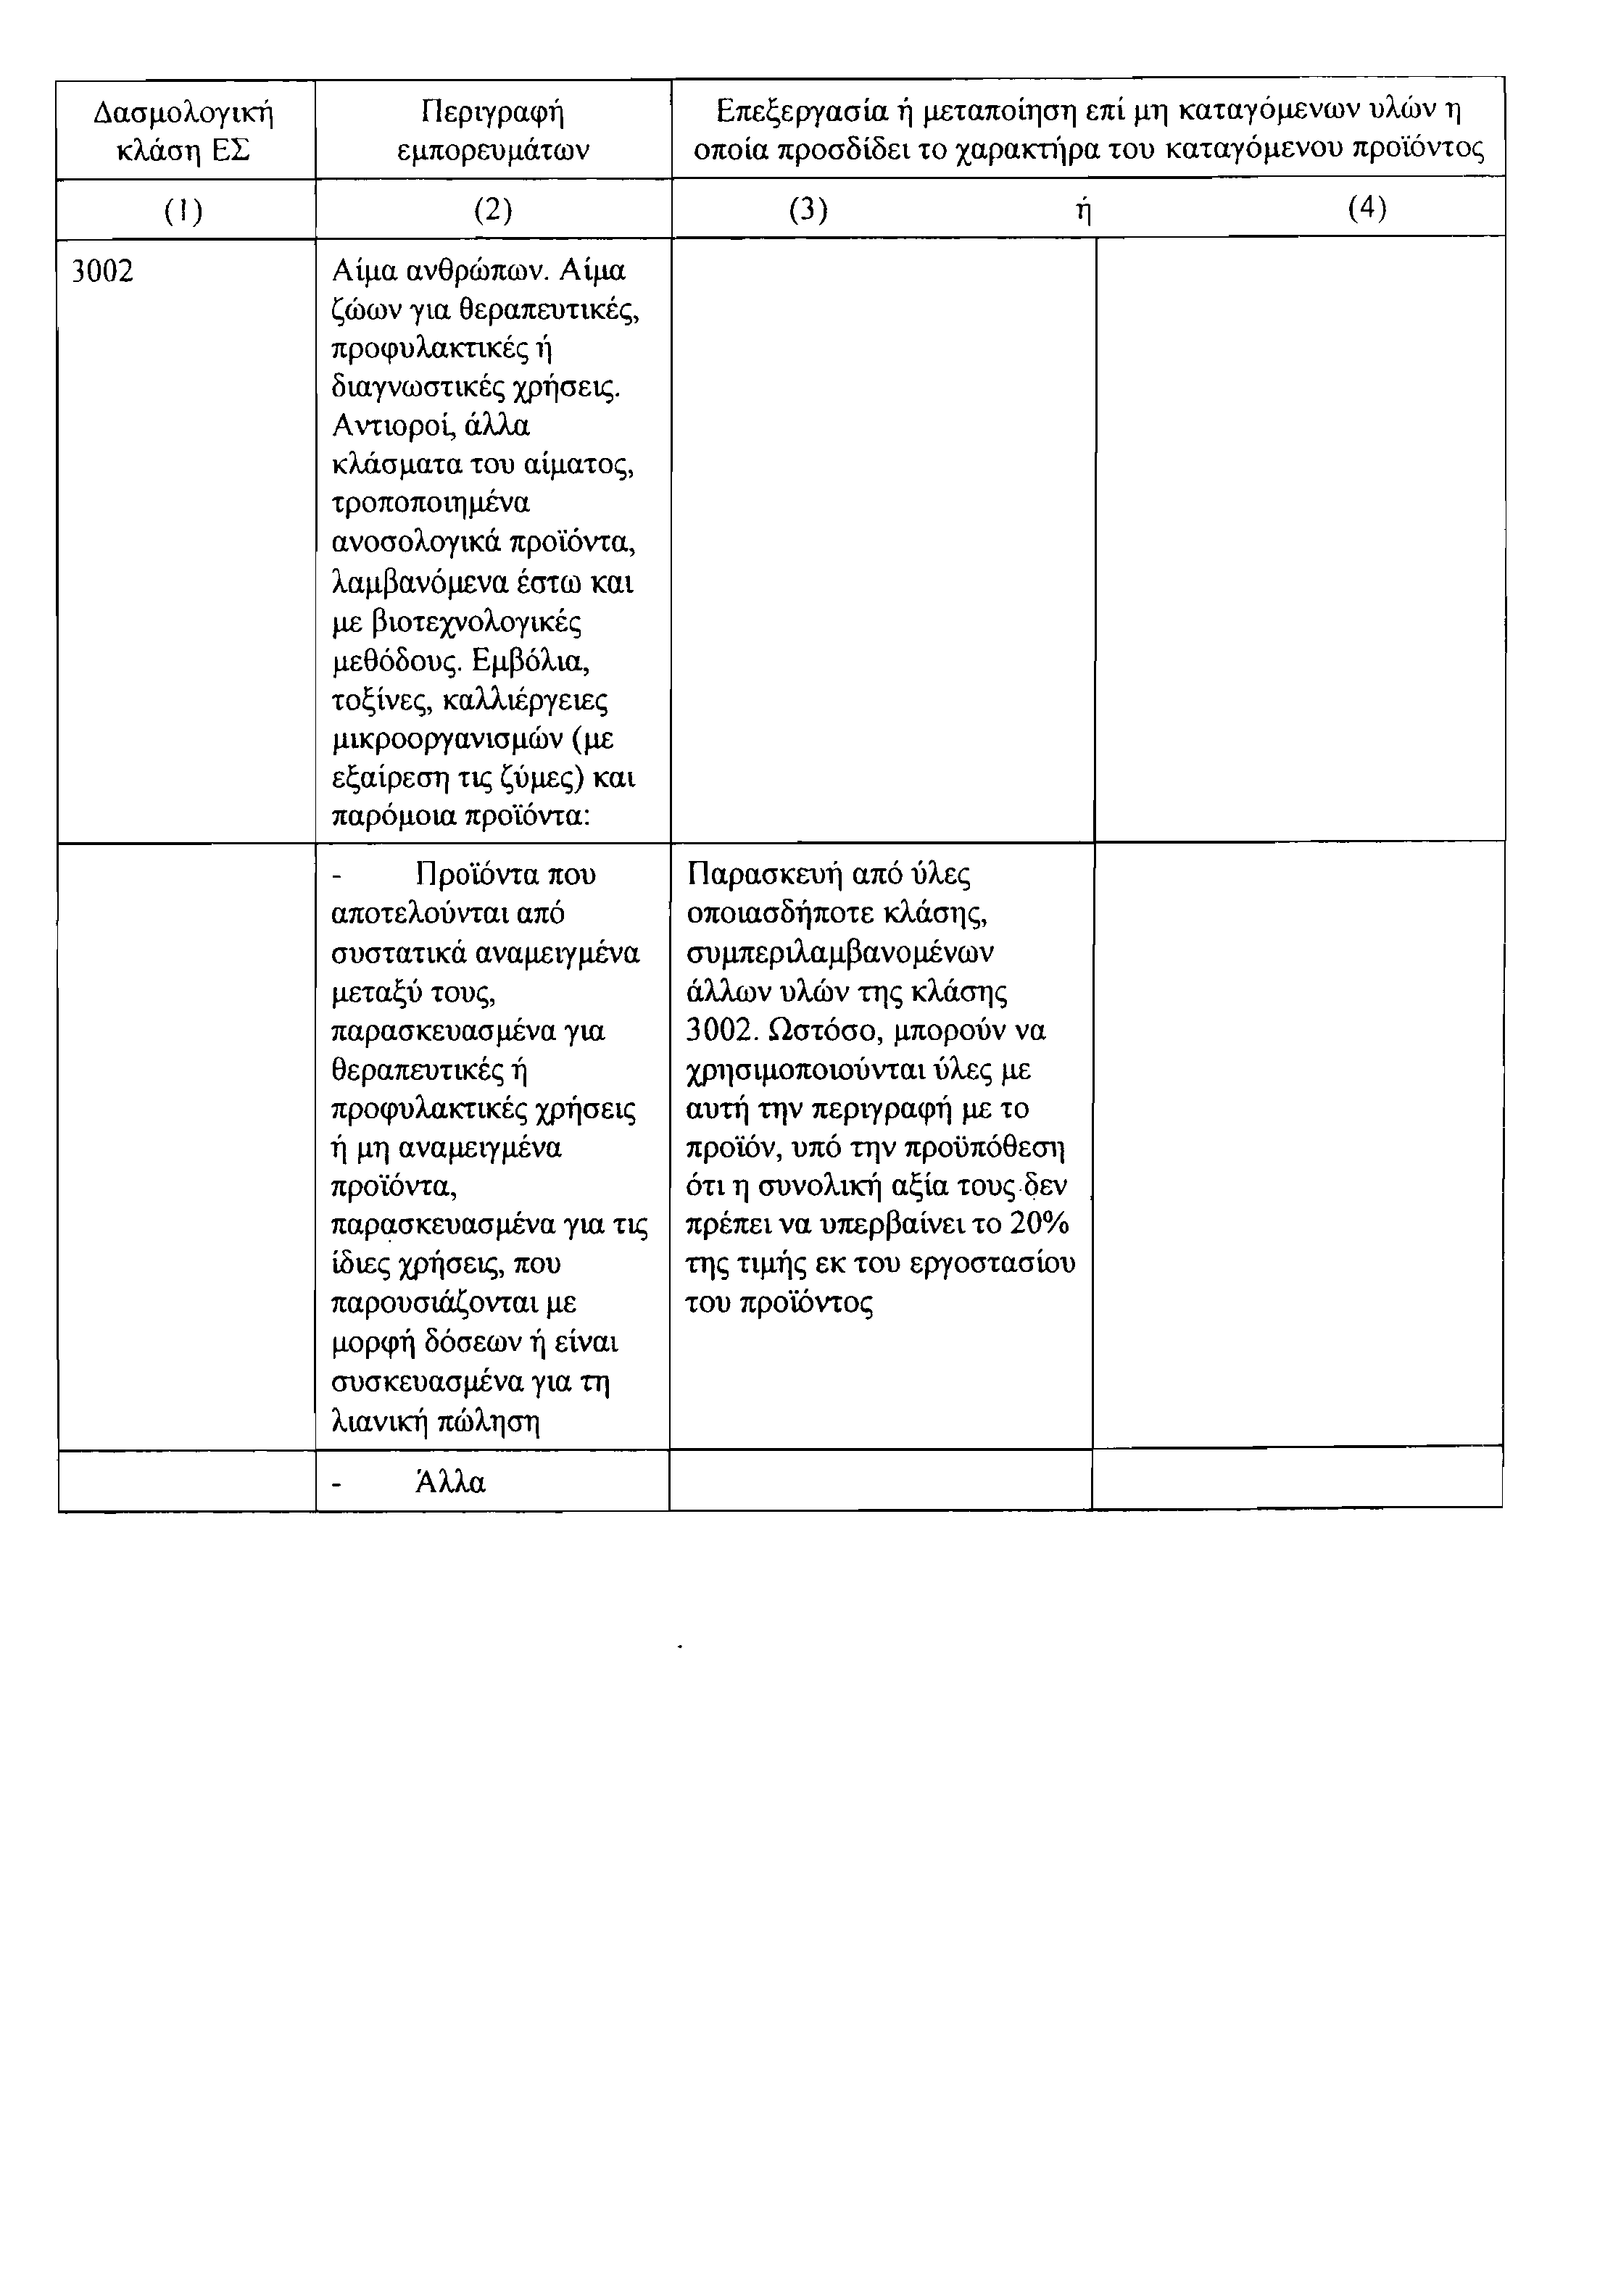 Δασμολογική
κλάση ΕΣ
Περιγραφή
εμπορευμάτων
Επεξεργασία ή μεταποίηση επί μη καταγόμενων υλών η
οποία προσδίδει το χαρακτήρα του καταγόμενου προϊόντος
(1)
(2)
(3) ή (4)
3002
Αίμα ανθρώπων. Αίμα
ζώων για θεραπευτικές,
προφυλακτικές ή
διαγνωστικές χρήσεις.
Αντιοροί, άλλα
κλάσματα του αίματος,
τροποποιημένα
ανοσολογικά προϊόντα,
λαμβανόμενα έστω και
με βιοτεχνολογικές
μεθόδους. Εμβόλια,
τοξίνες, καλλιέργειες
μικροοργανισμών (με
εξαίρεση τις ζύμες) και
παρόμοια προϊόντα:
- Προϊόντα που
αποτελούνται από
συστατικά αναμειγμένα
μεταξύ τους,
παρασκευασμένα για
θεραπευτικές ή
προφυλακτικές χρήσεις
ή μη αναμειγμένα
προϊόντα,
παρασκευασμένα για τις
ίδιες χρήσεις, που
παρουσιάζονται με
μορφή δόσεων ή είναι
συσκευασμένα για τη
λιανική πώληση
Παρασκευή από ύλες
οποιασδήποτε κλάσης,
συμπεριλαμβανομένων
άλλων υλών της κλάσης
3002. Ωστόσο, μπορούν να
χρησιμοποιούνται ύλες με
αυτή την περιγραφή με το
προϊόν, υπό την προϋπόθεση
ότι η συνολική αξία τους δεν
πρέπει να υπερβαίνει το 20%
της τιμής εκ του εργοστασίου
του προϊόντος
- Άλλα